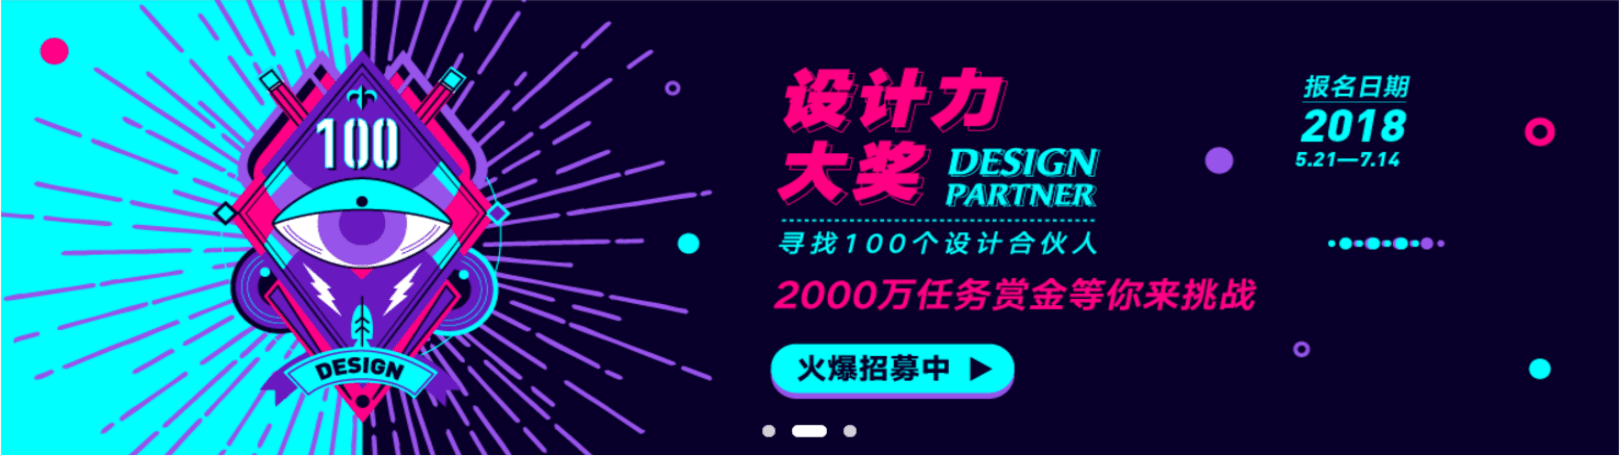 100
DESIGN
设计力
大奖
DESIGN
PARTNER
寻找100个设计合伙人
2000万任务赏金等你来挑战
火爆招募中
报名日期
2018
5.21—7.14